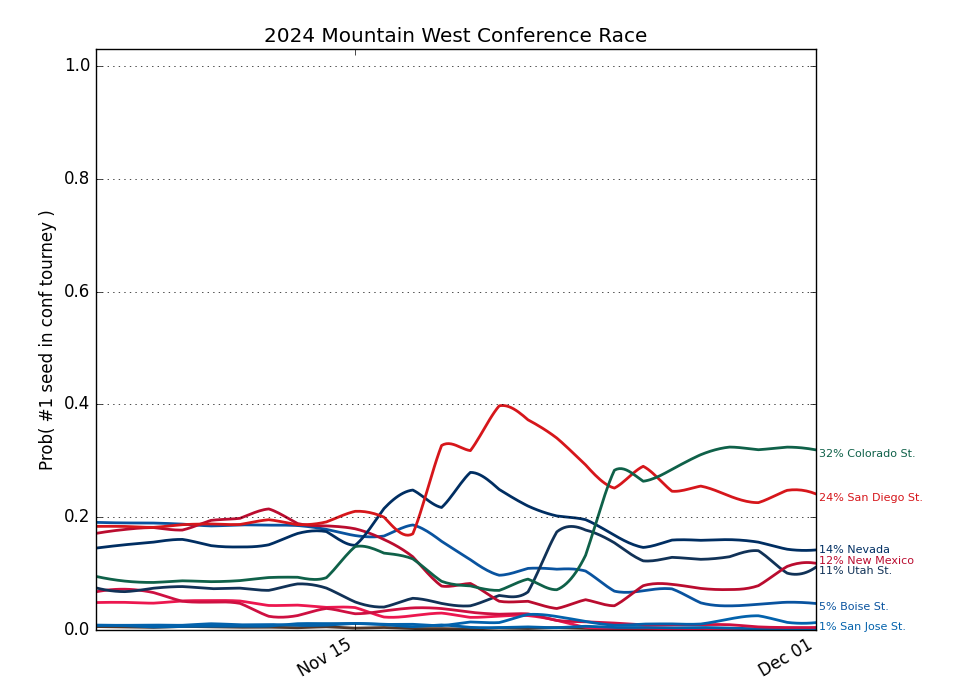 2024 Mountain West Conference Race
Prob( #1 seed in conf tourney )
1.0
0.8
0.6
0.4
0.2
0.0
32% Colorado St.
24% San Diego St.
14% Nevada
12% New Mexico
11% Utah St.
5% Boise St.
1% San Jose St.
Nov 15
Dec 01